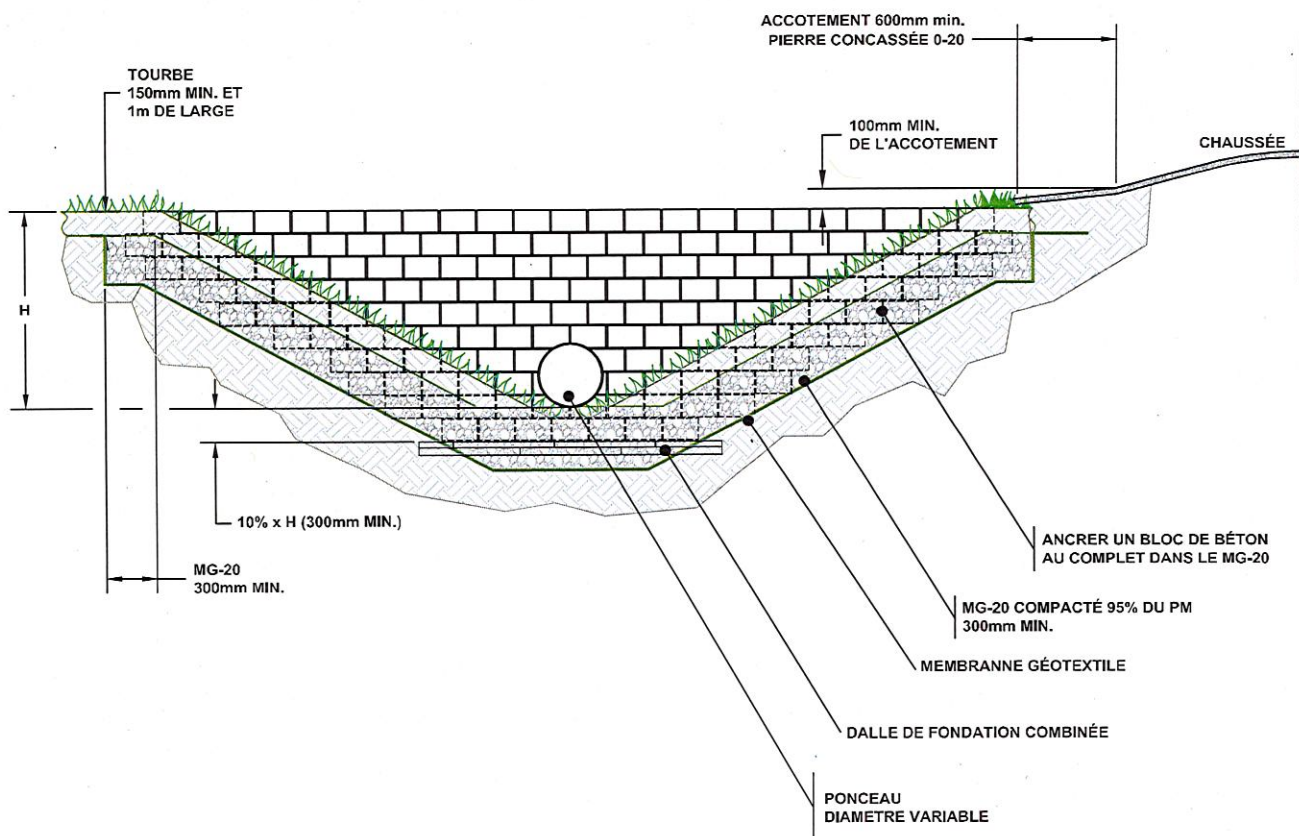 ACCOTEMENT 600mm min.
PIERRE CONCASSÉE 0-20
TOURBE
150mm MIN. ET
1m DE LARGE
100mm MIN.
DE L'ACCOTEMENT
CHAUSSÉE
H
10% x H (300mm MIN.)
MG-20
300mm MIN.
ANCRER UN BLOC DE BÉTON
AU COMPLET DANS LE MG-20
MG-20 COMPACTÉ 95% DU PM
300mm MIN.
MEMBRANNE GÉOTEXTILE
DALLE DE FONDATION COMBINÉE
PONCEAU
DIAMETRE VARIABLE